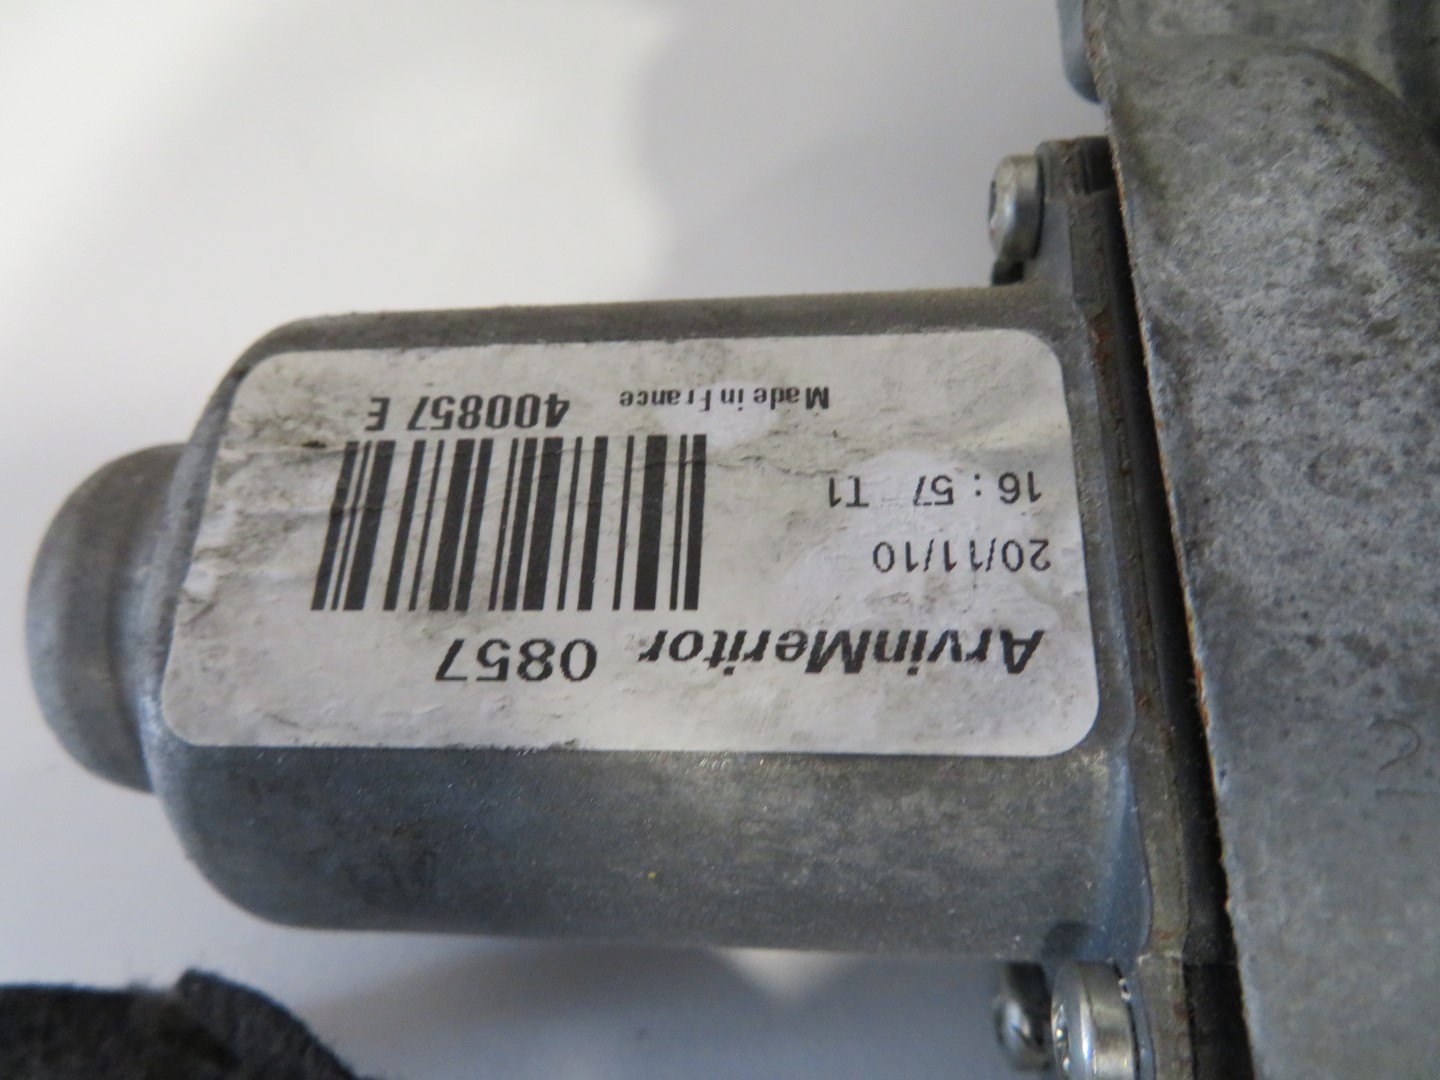 ArvinMeritor 0857
20/11/10
16:57 T1
Made in France 400857 E